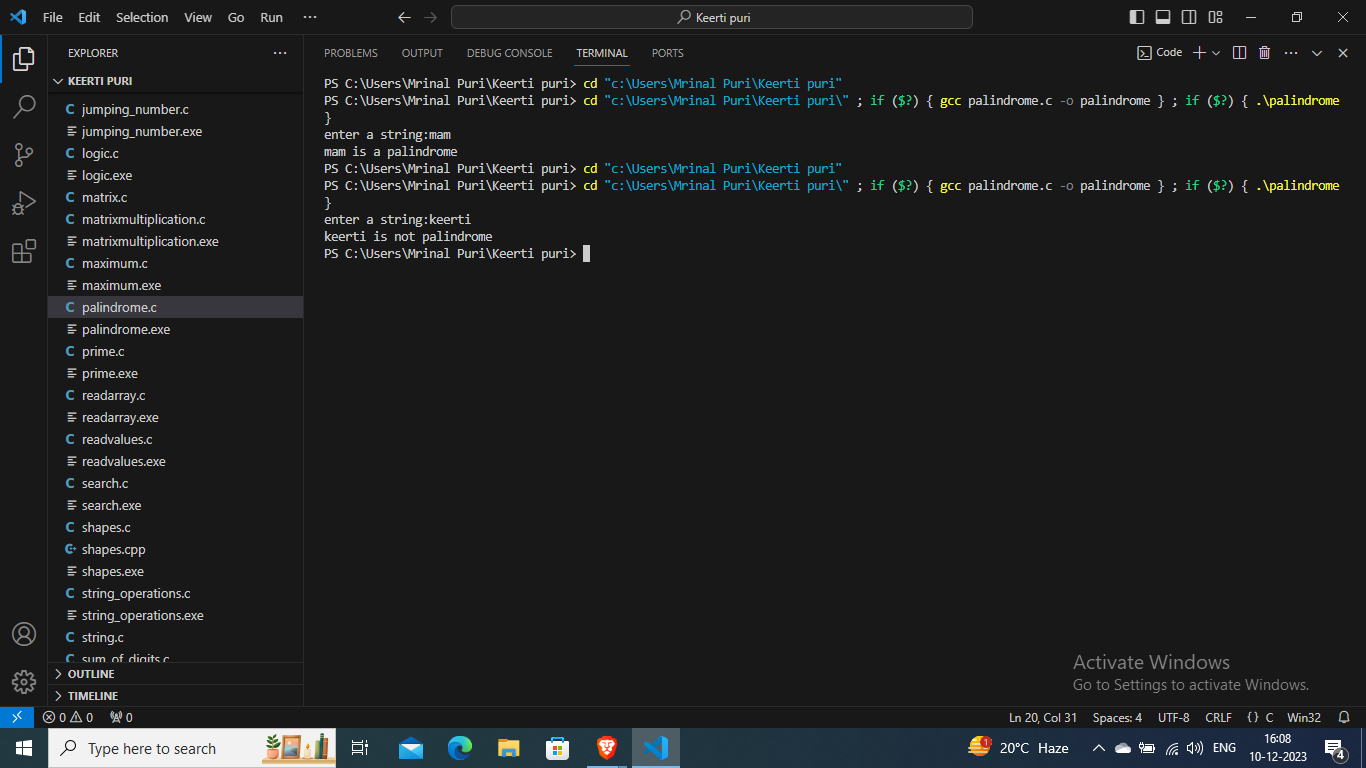 File Edit Selection View Go Run ···
Keerti puri
EXPLORER ···
KEERTI PURI
jumping_number.c
jumping_number.exe
logic.c
logic.exe
matrix.c
matrixmultiplication.c
matrixmultiplication.exe
maximum.c
maximum.exe
palindrome.c
palindrome.exe
prime.c
prime.exe
readarray.c
readarray.exe
readvalues.c
readvalues.exe
search.c
search.exe
shapes.c
shapes.cpp
shapes.exe
string_operations.c
string_operations.exe
string.c
sum_of_digits.c
OUTLINE
TIMELINE
PROBLEMS OUTPUT DEBUG CONSOLE TERMINAL PORTS
Code
PS C:\Users\Mrinal Puri\Keerti puri> cd "c:\Users\Mrinal Puri\Keerti puri"
PS C:\Users\Mrinal Puri\Keerti puri> cd "c:\Users\Mrinal Puri\Keerti puri\" ; if ($?) { gcc palindrome.c -o palindrome } ; if ($?) { .\palindrome
}
enter a string:mam
mam is a palindrome
PS C:\Users\Mrinal Puri\Keerti puri> cd "c:\Users\Mrinal Puri\Keerti puri"
PS C:\Users\Mrinal Puri\Keerti puri> cd "c:\Users\Mrinal Puri\Keerti puri\" ; if ($?) { gcc palindrome.c -o palindrome } ; if ($?) { .\palindrome
}
enter a string:keerti
keerti is not palindrome
PS C:\Users\Mrinal Puri\Keerti puri>
Activate Windows
Go to Settings to activate Windows.
0 0 0
Ln 20, Col 31 Spaces: 4 UTF-8 CRLF {} C Win32
Type here to search
1
20°C Haze
ENG
16:08
10-12-2023
4